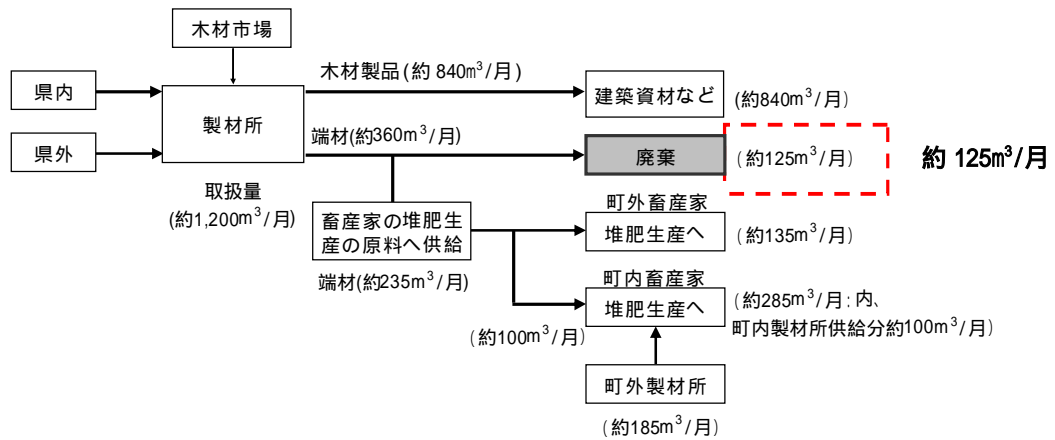 木材市場
県内
県外
製材所
取扱量
(約1,200m³/月)
木材製品(約 840㎥/月)
建築資材など
(約840m³/月)
端材(約360m³/月)
廃棄
(約125m³/月)
約 125㎥/月
畜産家の堆肥生
産の原料へ供給
端材(約235m³/月)
町外畜産家
堆肥生産へ
(約135m³/月)
町内畜産家
堆肥生産へ
(約285m³/月; 内、
町内製材所供給分約100m³/月)
(約100m³/月)
町外製材所
(約185m³/月)